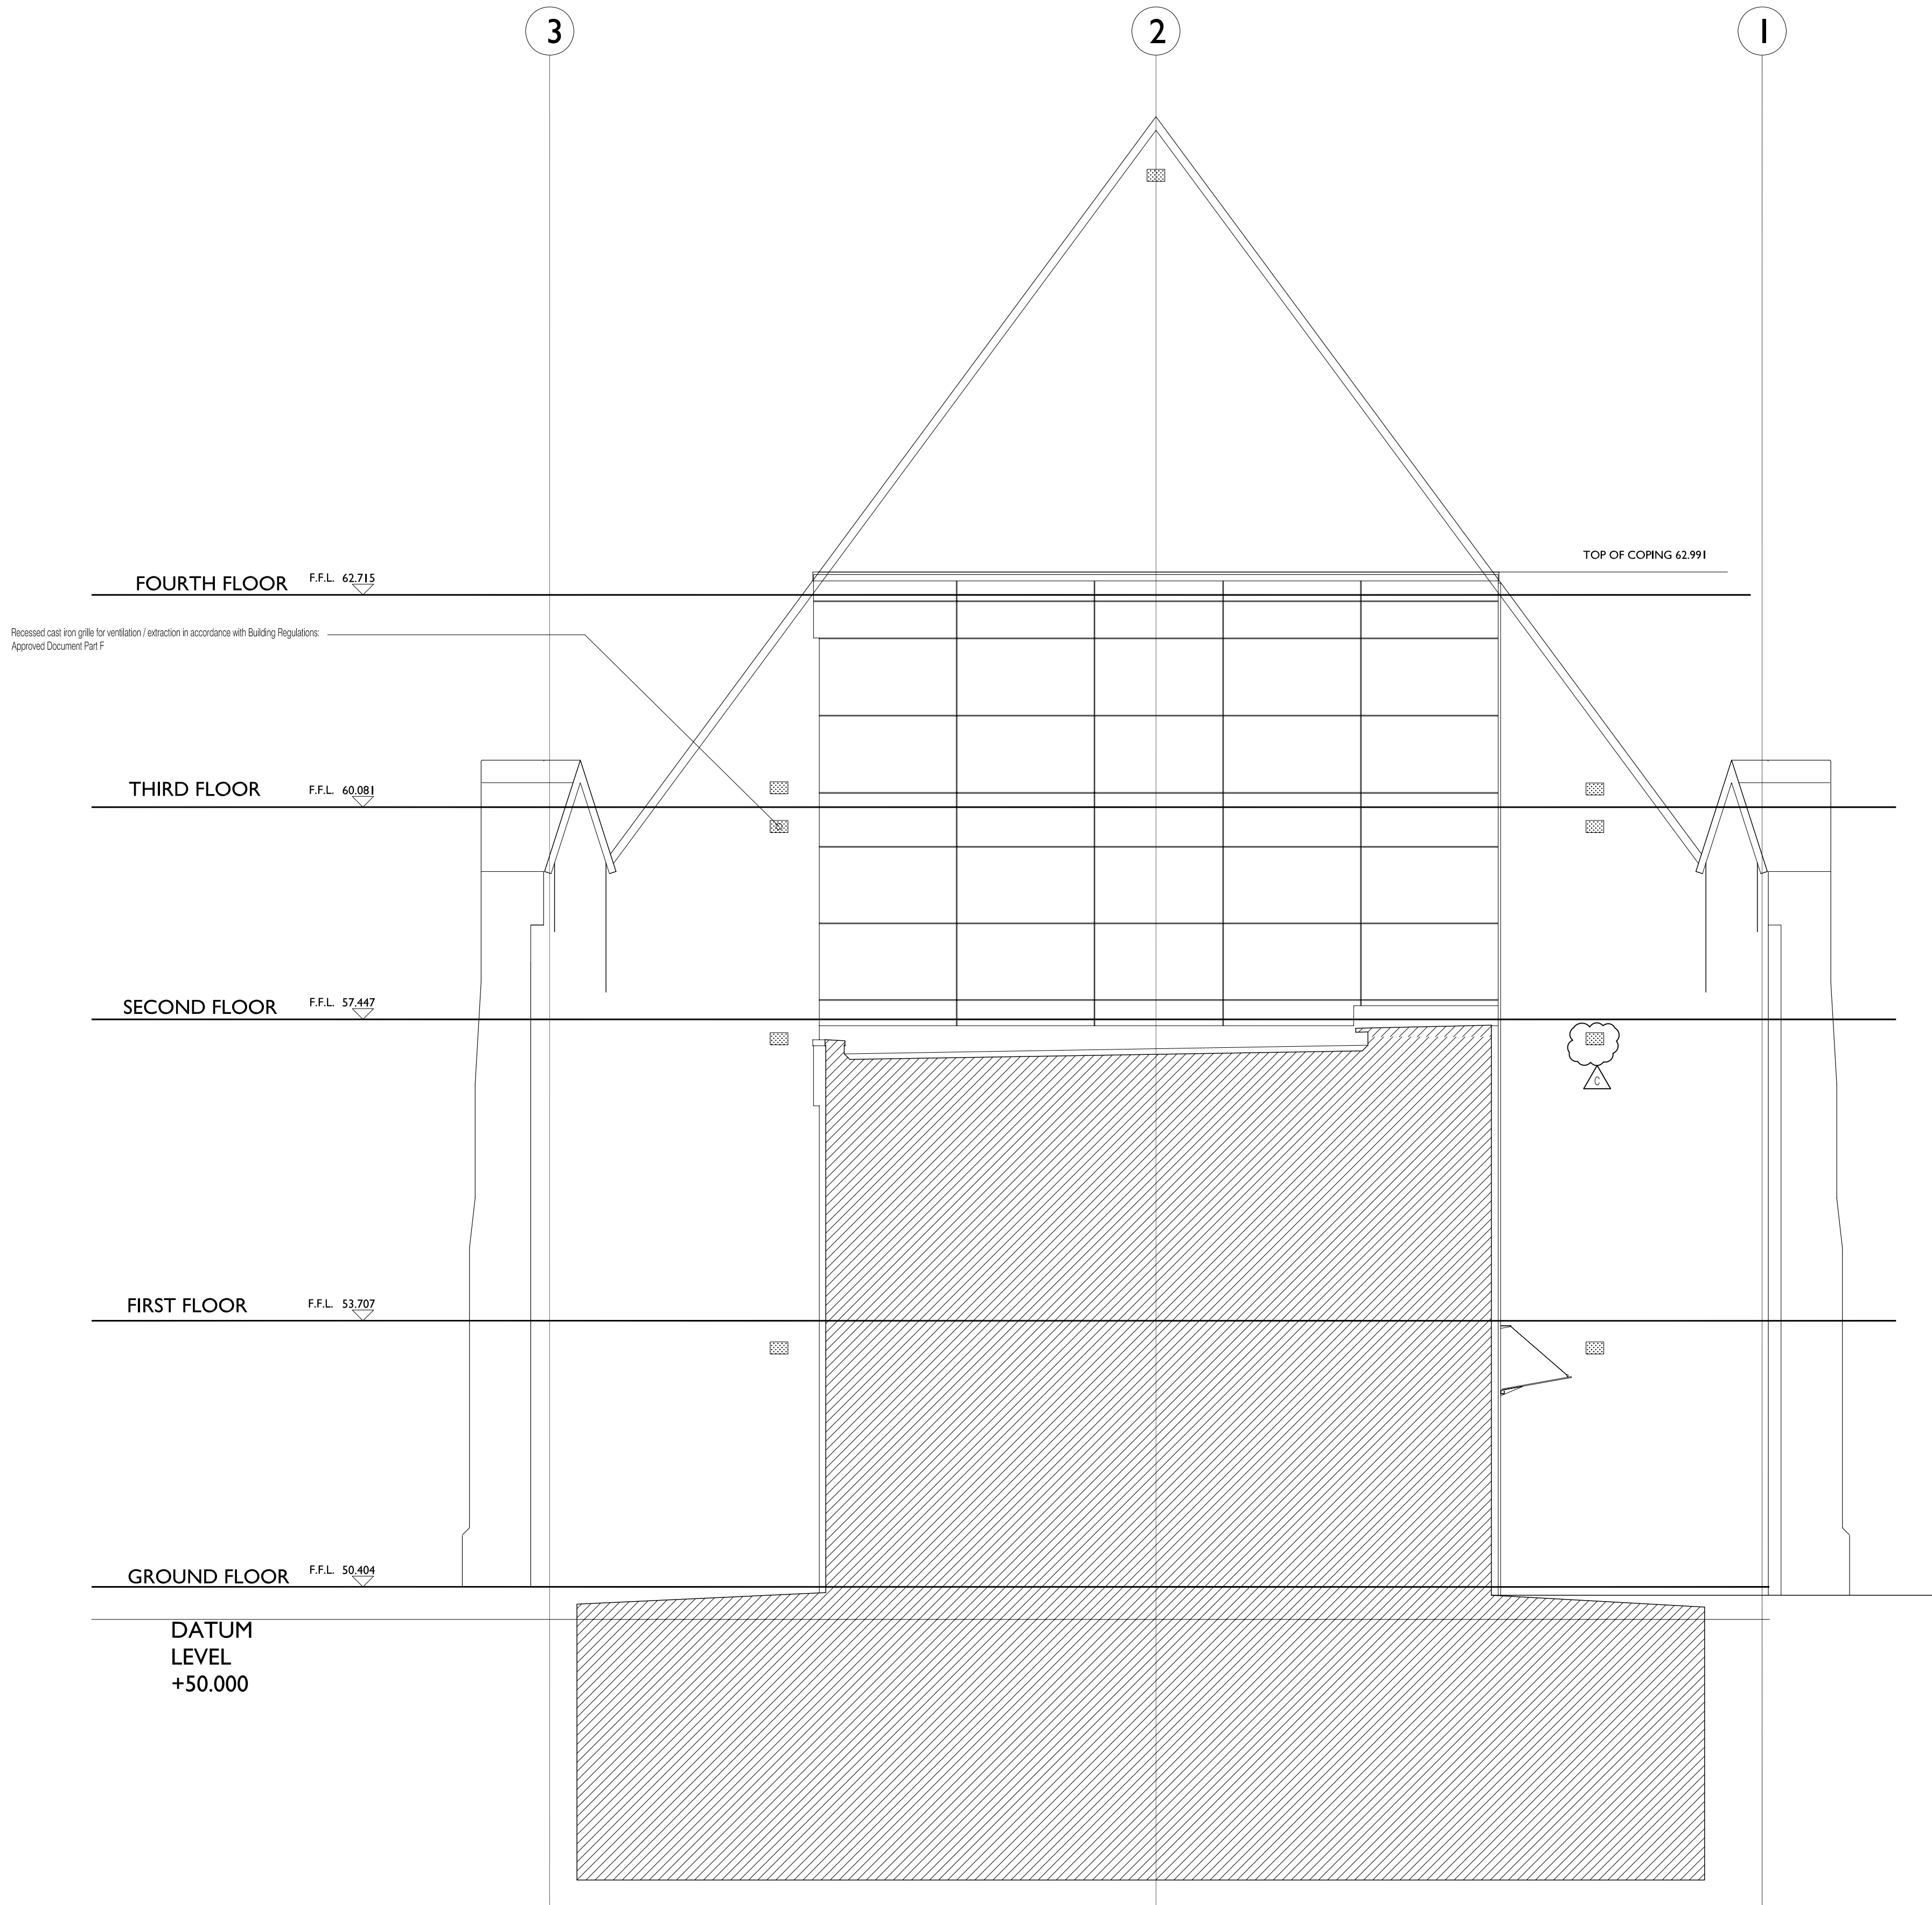 3
2
1
TOP OF COPING 62.991
FOURTH FLOOR F.F.L. 62.715
Recessed cast iron grille for ventilation / extraction in accordance with Building Regulations:
Approved Document Part F
THIRD FLOOR F.F.L. 60.081
SECOND FLOOR F.F.L. 57.447
C
FIRST FLOOR F.F.L. 53.707
GROUND FLOOR F.F.L. 50.404
DATUM
LEVEL
+50.000